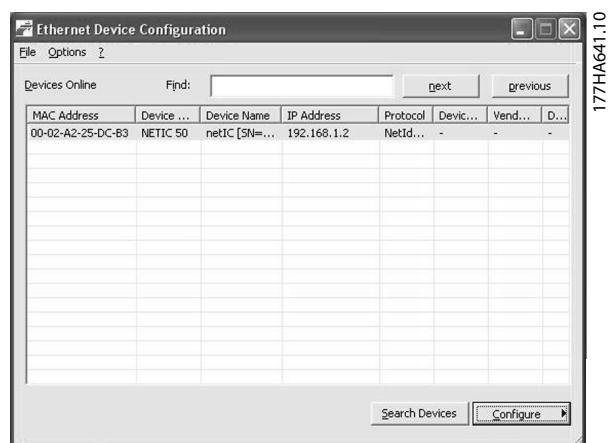 Ethernet Device Configuration
File Options ?
Devices Online Find: next previous
MAC Address Device ... Device Name IP Address Protocol Devic... Vend... D...
00-02-A2-25-DC-B3 NETIC 50 netIC [SN=... 192.168.1.2 NetId... - - -
Search Devices Configure
177HA641.10